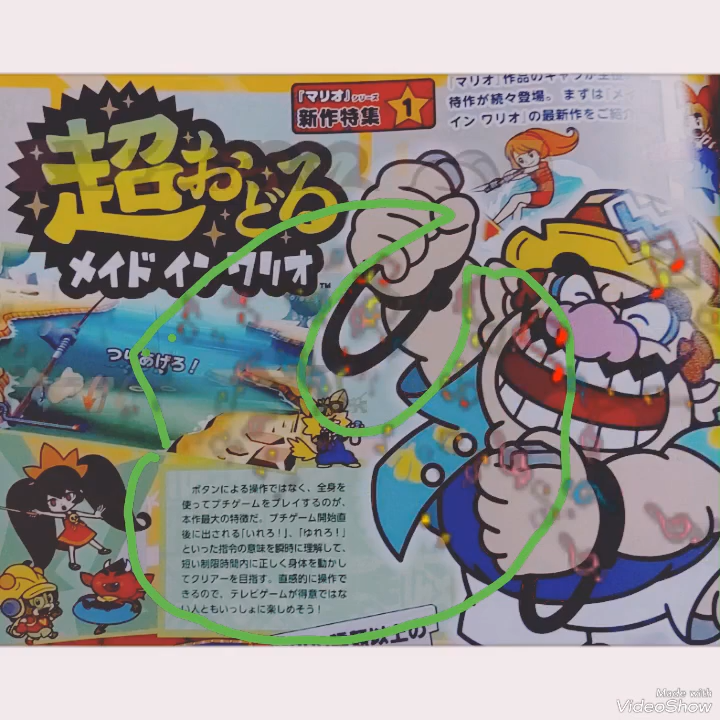 『マリオ』シリーズ
新作特集 1
『マリオ』作品のキャラが
待作が続々登場。まずは『メイ
イン ワリオ』の最新作をご紹介
超おどる
メイド イン ワリオ™
つりあげろ！
ボタンによる操作ではなく、全身を
使ってプチゲームをプレイするのが、
本作最大の特徴だ。プチゲーム開始直
後に出される「いれろ！」、「ゆれろ！」
といった指令の意味を瞬時に理解して、
短い制限時間内に正しく身体を動かし
てクリアーを目指す。直感的に操作で
きるので、テレビゲームが得意ではな
い人ともいっしょに楽しめそう！
以上の
Made with
VideoShow